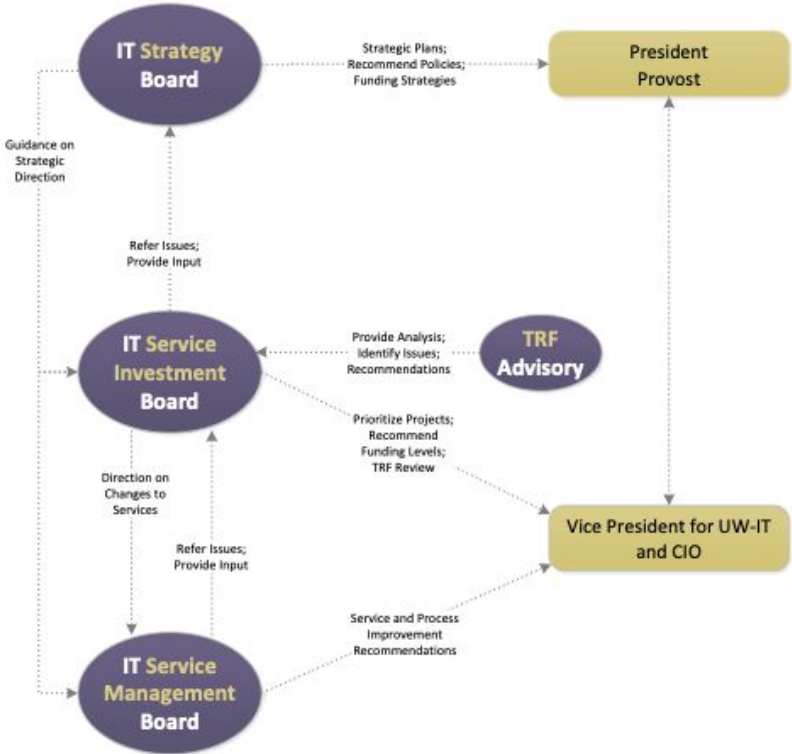 IT Strategy
Board
Strategic Plans;
Recommend Policies;
Funding Strategies
President
Provost
Guidance on
Strategic
Direction
Refer Issues;
Provide Input
IT Service
Investment
Board
Provide Analysis;
Identify Issues;
Recommendations
TRF
Advisory
Prioritize Projects;
Recommend
Funding Levels;
TRF Review
Direction on
Changes to
Services
Refer Issues;
Provide Input
Vice President for UW-IT
and CIO
Service and Process
Improvement
Recommendations
IT Service
Management
Board